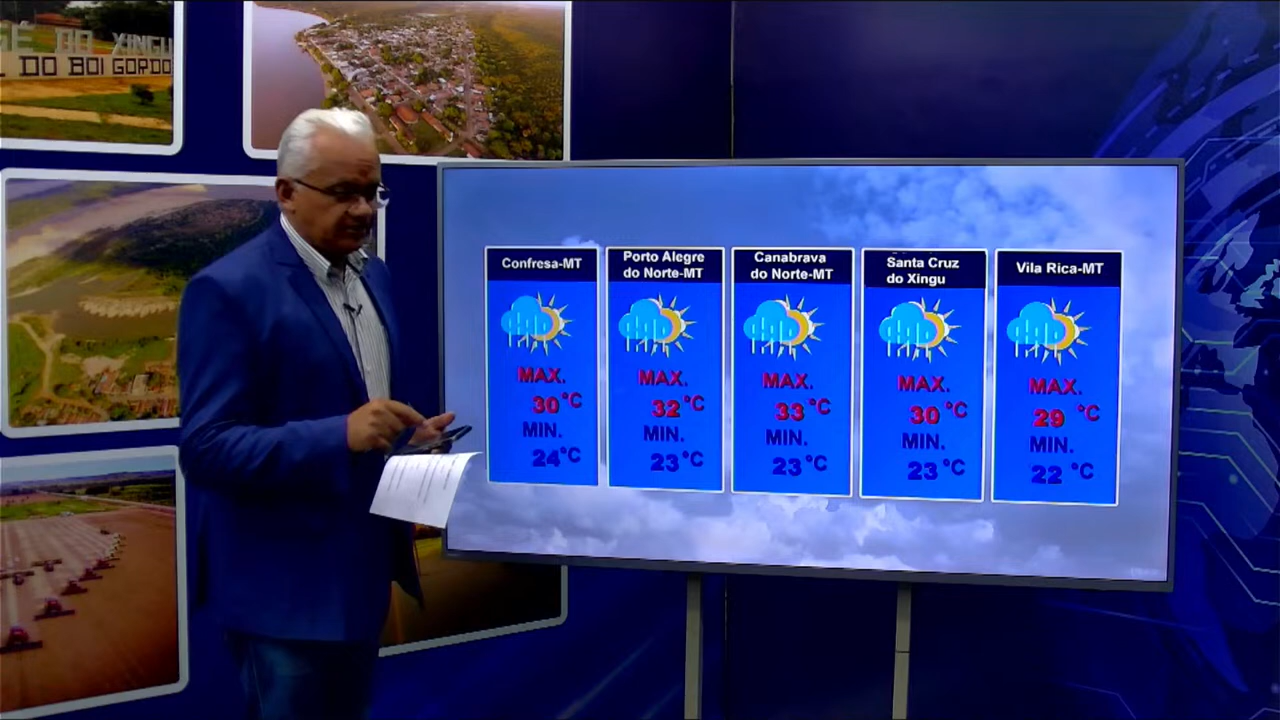 SÉ DO XINGU
L DO BOI GORDO
Confresa-MT
MAX.
30 °C
MIN.
24 °C
Porto Alegre
do Norte-MT
MAX.
32 °C
MIN.
23 °C
Canabrava
do Norte-MT
MAX.
33 °C
MIN.
23 °C
Santa Cruz
do Xingu
MAX.
30 °C
MIN.
23 °C
Vila Rica-MT
MAX.
29 °C
MIN.
22 °C